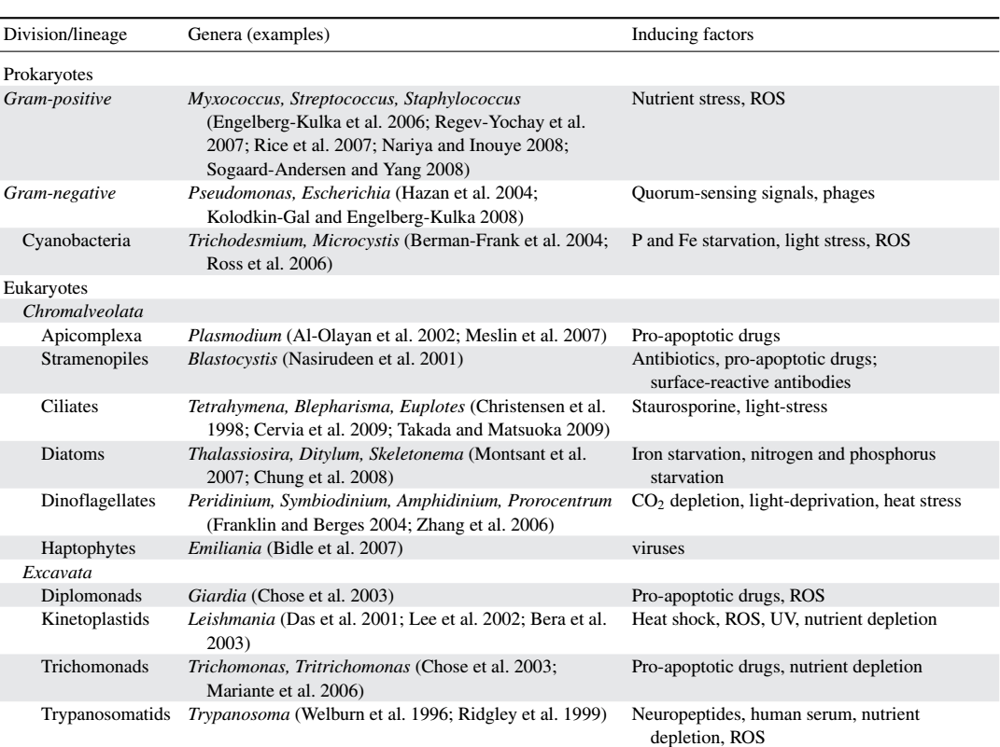 Division/lineage Genera (examples) Inducing factors
Prokaryotes
Gram-positive Myxococcus, Streptococcus, Staphylococcus Nutrient stress, ROS
(Engelberg-Kulka et al. 2006; Regev-Yochay et al.
2007; Rice et al. 2007; Nariya and Inouye 2008;
Sogaard-Andersen and Yang 2008)
Gram-negative Pseudomonas, Escherichia (Hazan et al. 2004; Quorum-sensing signals, phages
Kolodkin-Gal and Engelberg-Kulka 2008)
Cyanobacteria Trichodesmium, Microcystis (Berman-Frank et al. 2004; P and Fe starvation, light stress, ROS
Ross et al. 2006)
Eukaryotes
Chromalveolata
Apicomplexa Plasmodium (Al-Olayan et al. 2002; Meslin et al. 2007) Pro-apoptotic drugs
Stramenopiles Blastocystis (Nasirudeen et al. 2001) Antibiotics, pro-apoptotic drugs;
surface-reactive antibodies
Ciliates Tetrahymena, Blepharisma, Euplotes (Christensen et al. Staurosporine, light-stress
1998; Cervia et al. 2009; Takada and Matsuoka 2009)
Diatoms Thalassiosira, Ditylum, Skeletonema (Montsant et al. Iron starvation, nitrogen and phosphorus
2007; Chung et al. 2008) starvation
Dinoflagellates Peridinium, Symbiodinium, Amphidinium, Prorocentrum CO₂ depletion, light-deprivation, heat stress
(Franklin and Berges 2004; Zhang et al. 2006)
Haptophytes Emiliania (Bidle et al. 2007) viruses
Excavata
Diplomonads Giardia (Chose et al. 2003) Pro-apoptotic drugs, ROS
Kinetoplastids Leishmania (Das et al. 2001; Lee et al. 2002; Bera et al. Heat shock, ROS, UV, nutrient depletion
2003)
Trichomonads Trichomonas, Tritrichomonas (Chose et al. 2003; Pro-apoptotic drugs, nutrient depletion
Mariante et al. 2006)
Trypanosomatids Trypanosoma (Welburn et al. 1996; Ridgley et al. 1999) Neuropeptides, human serum, nutrient
depletion, ROS